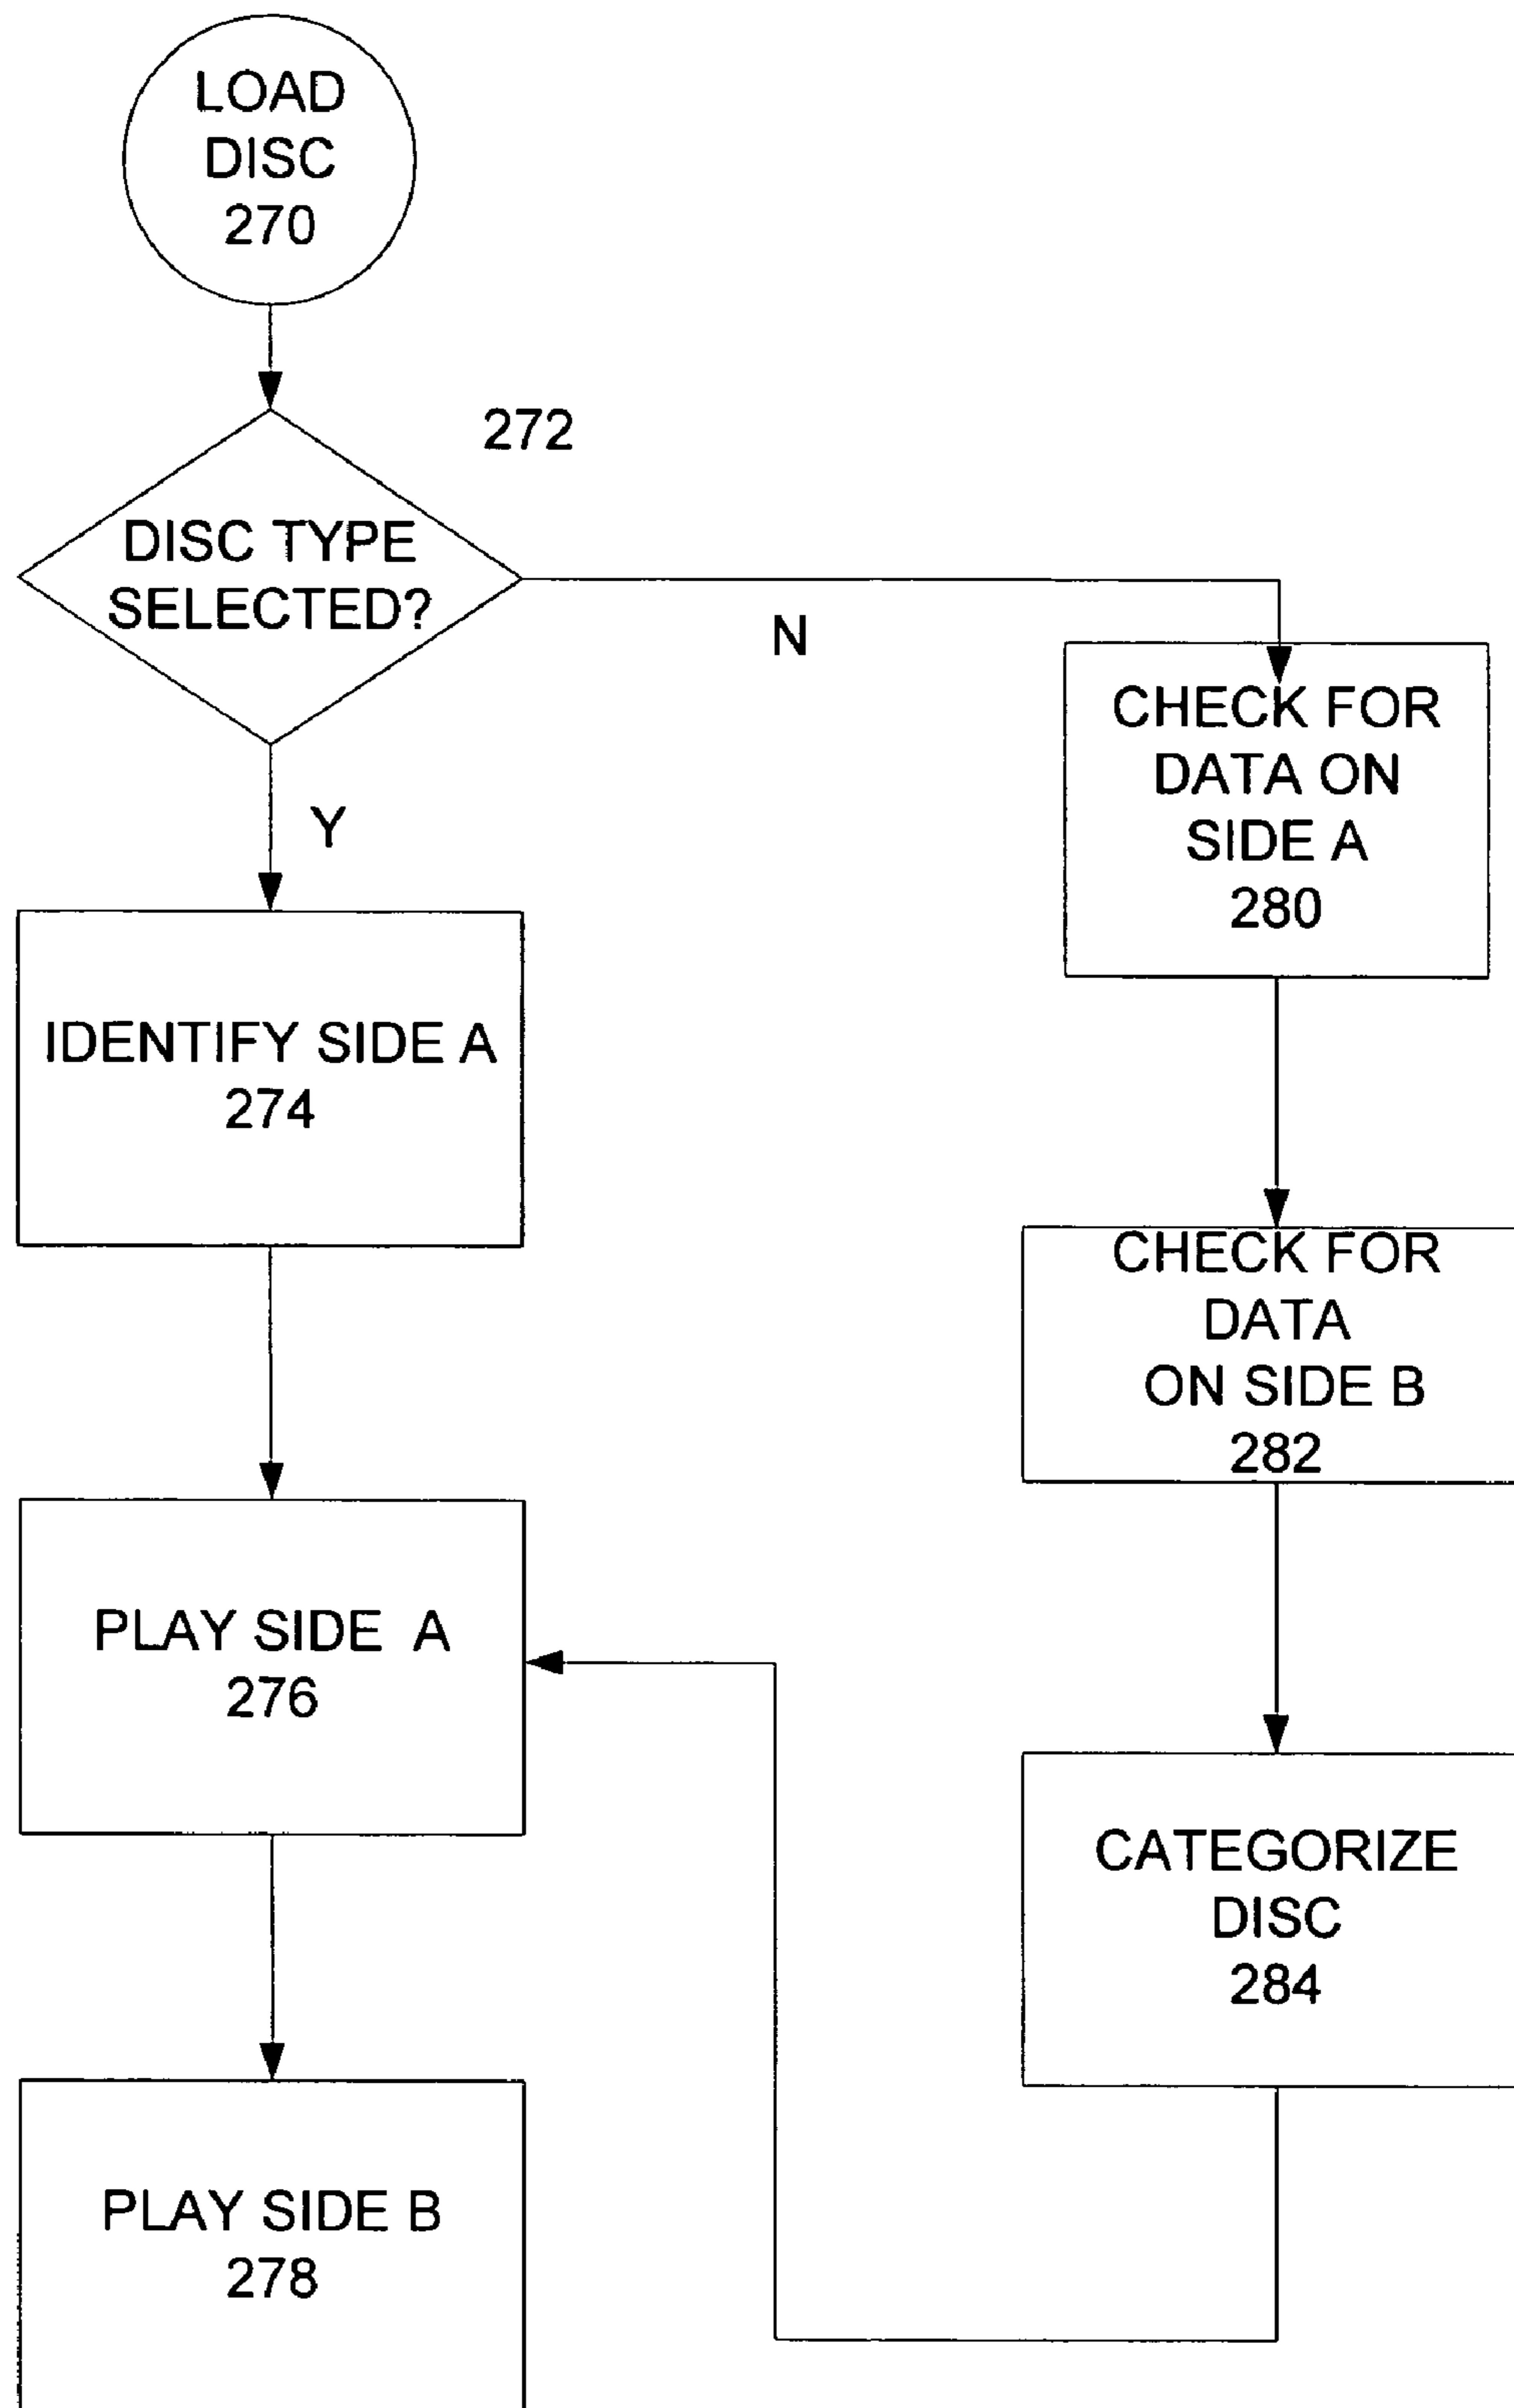 LOAD
DISC
270
272
DISC TYPE
SELECTED?
N
Y
CHECK FOR
DATA ON
SIDE A
280
IDENTIFY SIDE A
274
CHECK FOR
DATA
ON SIDE B
282
PLAY SIDE A
276
CATEGORIZE
DISC
284
PLAY SIDE B
278